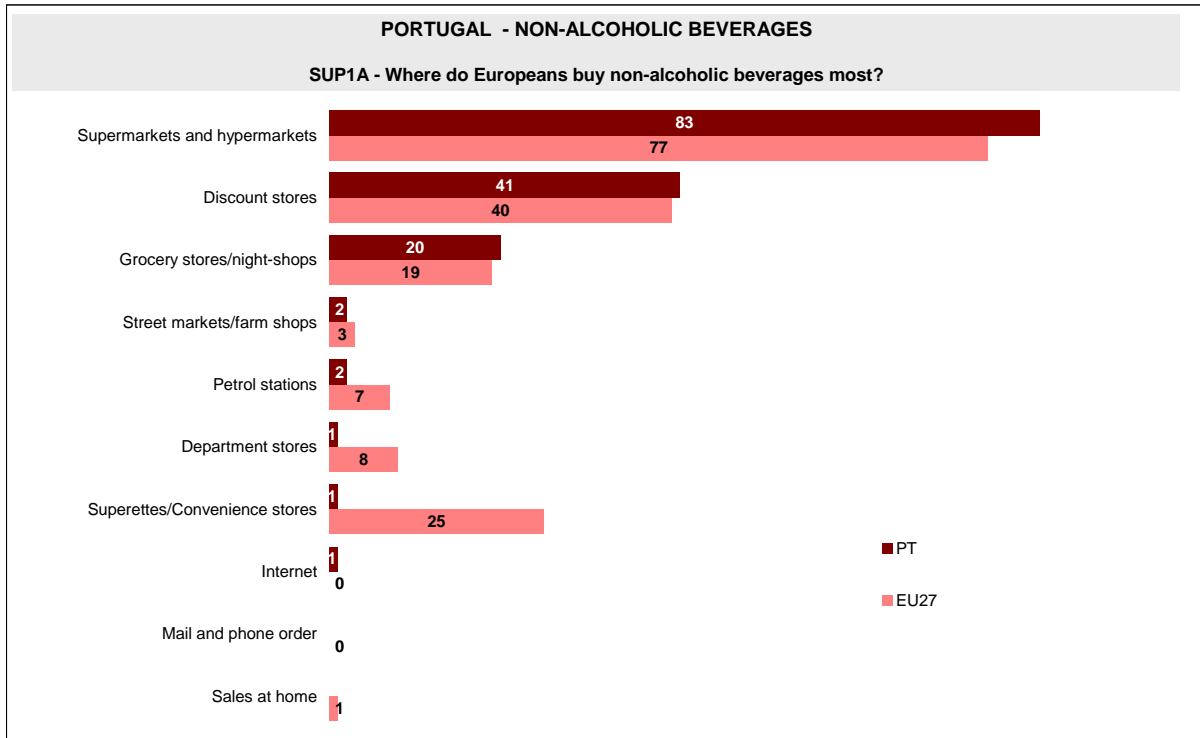 PORTUGAL - NON-ALCOHOLIC BEVERAGES
SUP1A - Where do Europeans buy non-alcoholic beverages most?
Supermarkets and hypermarkets
83
77
Discount stores
41
40
Grocery stores/night-shops
20
19
Street markets/farm shops
2
3
Petrol stations
2
7
Department stores
1
8
Superettes/Convenience stores
1
25
Internet
1
0
Mail and phone order
0
Sales at home
1
PT
EU27